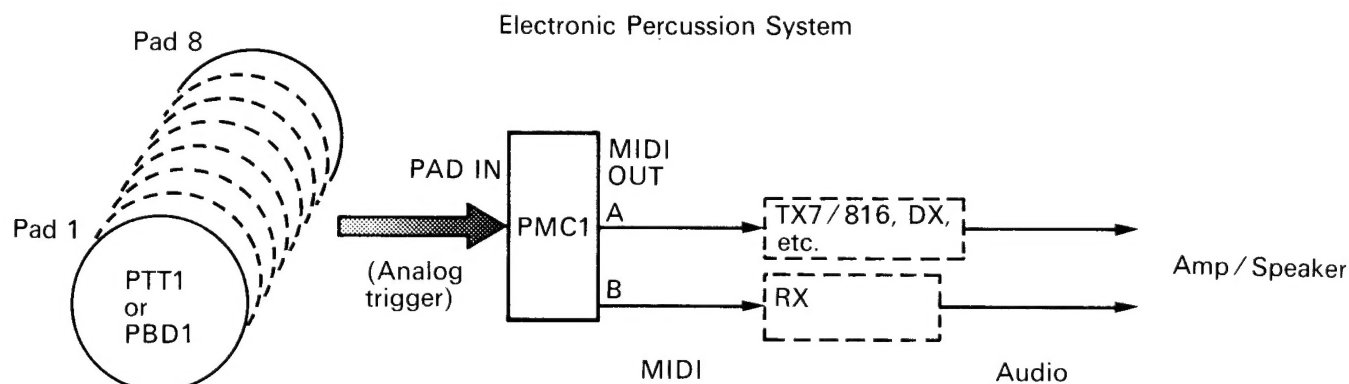 Electronic Percussion System
Pad 8
Pad 1
PTT1
or
PBD1
PAD IN
(Analog
trigger)
PMC1
MIDI
OUT
A
B
TX7/816, DX,
etc.
RX
Amp/Speaker
MIDI
Audio